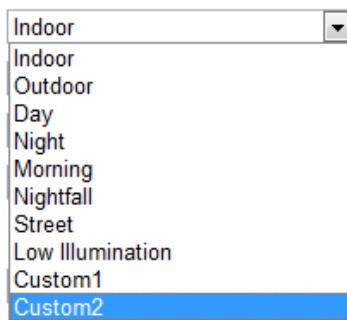 Indoor
Indoor
Outdoor
Day
Night
Morning
Nightfall
Street
Low Illumination
Custom1
Custom2